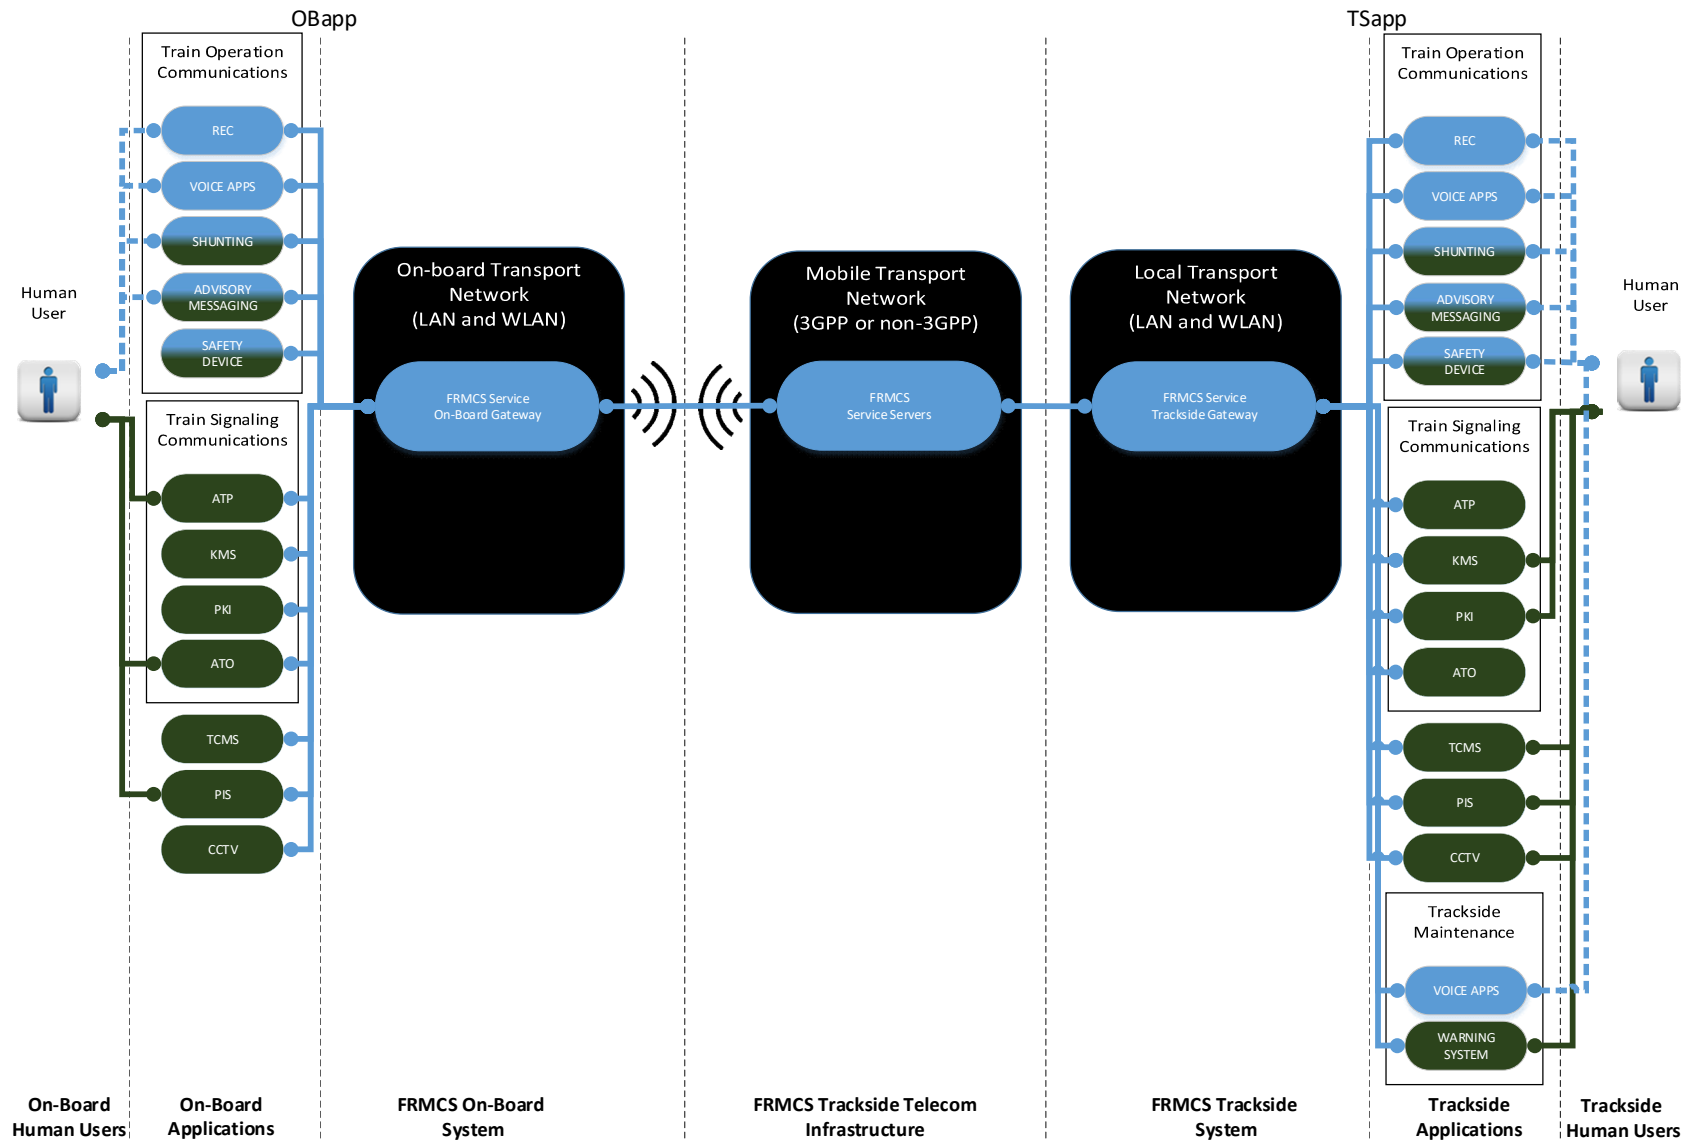 OBapp
TSapp
Human
User
Train Operation
Communications
REC
VOICE APPS
SHUNTING
ADVISORY
MESSAGING
SAFETY
DEVICE
Train Signaling
Communications
ATP
KMS
PKI
ATO
TCMS
PIS
CCTV
On-board Transport
Network
(LAN and WLAN)
FRMCS Service
On-Board Gateway
Mobile Transport
Network
(3GPP or non-3GPP)
FRMCS
Service Servers
Local Transport
Network
(LAN and WLAN)
FRMCS Service
Trackside Gateway
Train Operation
Communications
REC
VOICE APPS
SHUNTING
ADVISORY
MESSAGING
SAFETY
DEVICE
Train Signaling
Communications
ATP
KMS
PKI
ATO
TCMS
PIS
CCTV
Trackside
Maintenance
VOICE APPS
WARNING
SYSTEM
Human
User
On-Board
Human Users
On-Board
Applications
FRMCS On-Board
System
FRMCS Trackside Telecom
Infrastructure
FRMCS Trackside
System
Trackside
Applications
Trackside
Human Users